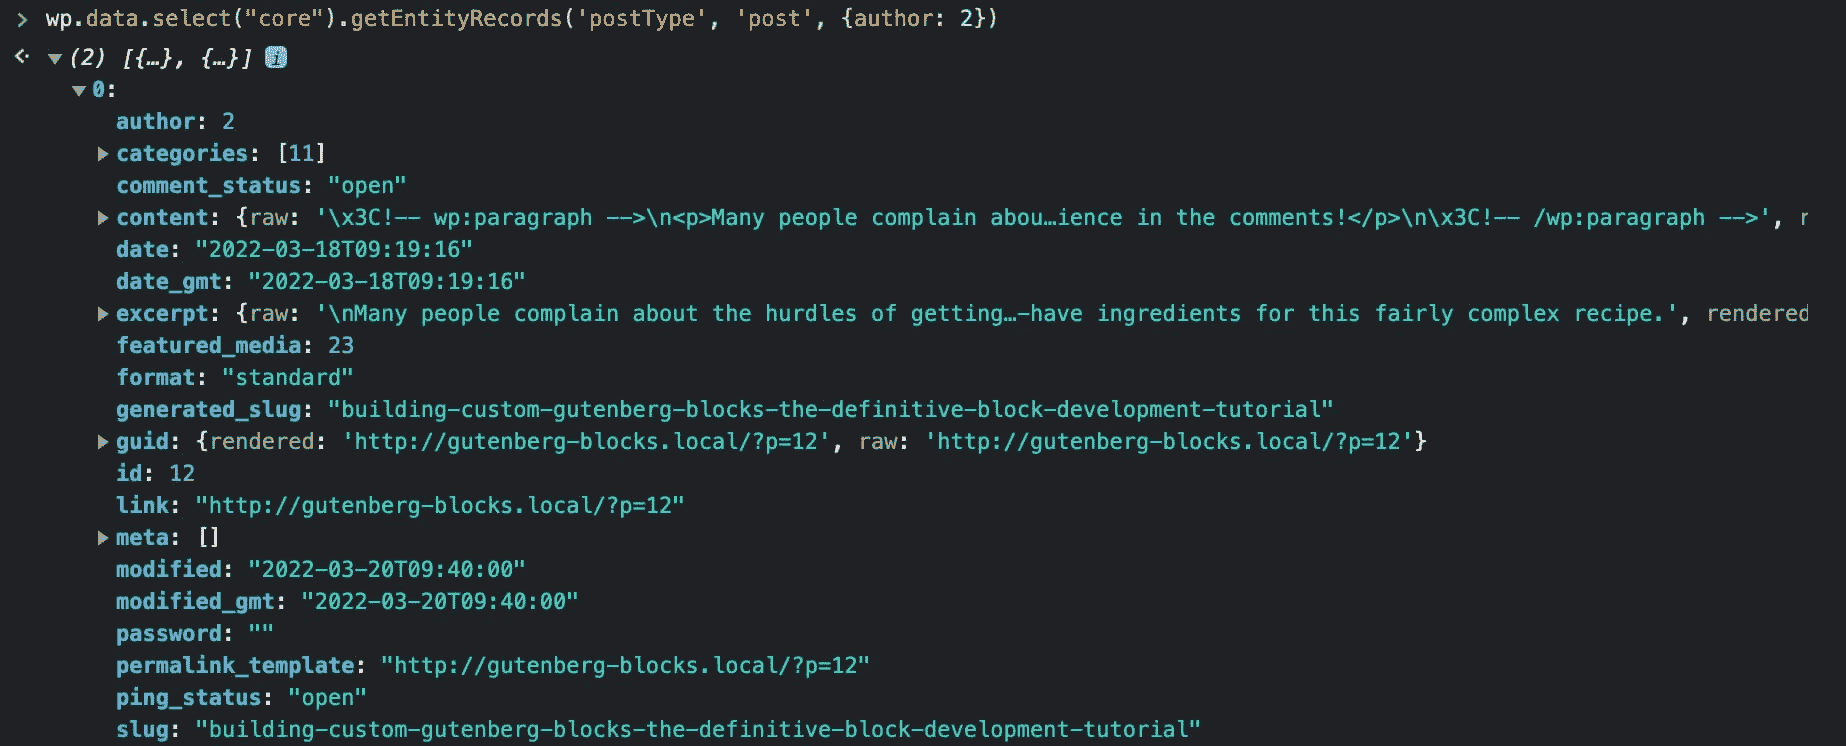 > wp.data.select("core").getEntityRecords('postType', 'post', {author: 2})
(2) [{…}, {…}] i
0:
author: 2
categories: [11]
comment_status: "open"
content: {raw: '\x3C!-- wp:paragraph -->\n<p>Many people complain abou…ience in the comments!</p>\n\x3C!-- /wp:paragraph -->', r
date: "2022-03-18T09:19:16"
date_gmt: "2022-03-18T09:19:16"
excerpt: {raw: '\nMany people complain about the hurdles of getting…-have ingredients for this fairly complex recipe.', rendered
featured_media: 23
format: "standard"
generated_slug: "building-custom-gutenberg-blocks-the-definitive-block-development-tutorial"
guid: {rendered: 'http://gutenberg-blocks.local/?p=12', raw: 'http://gutenberg-blocks.local/?p=12'}
id: 12
link: "http://gutenberg-blocks.local/?p=12"
meta: []
modified: "2022-03-20T09:40:00"
modified_gmt: "2022-03-20T09:40:00"
password: ""
permalink_template: "http://gutenberg-blocks.local/?p=12"
ping_status: "open"
slug: "building-custom-gutenberg-blocks-the-definitive-block-development-tutorial"